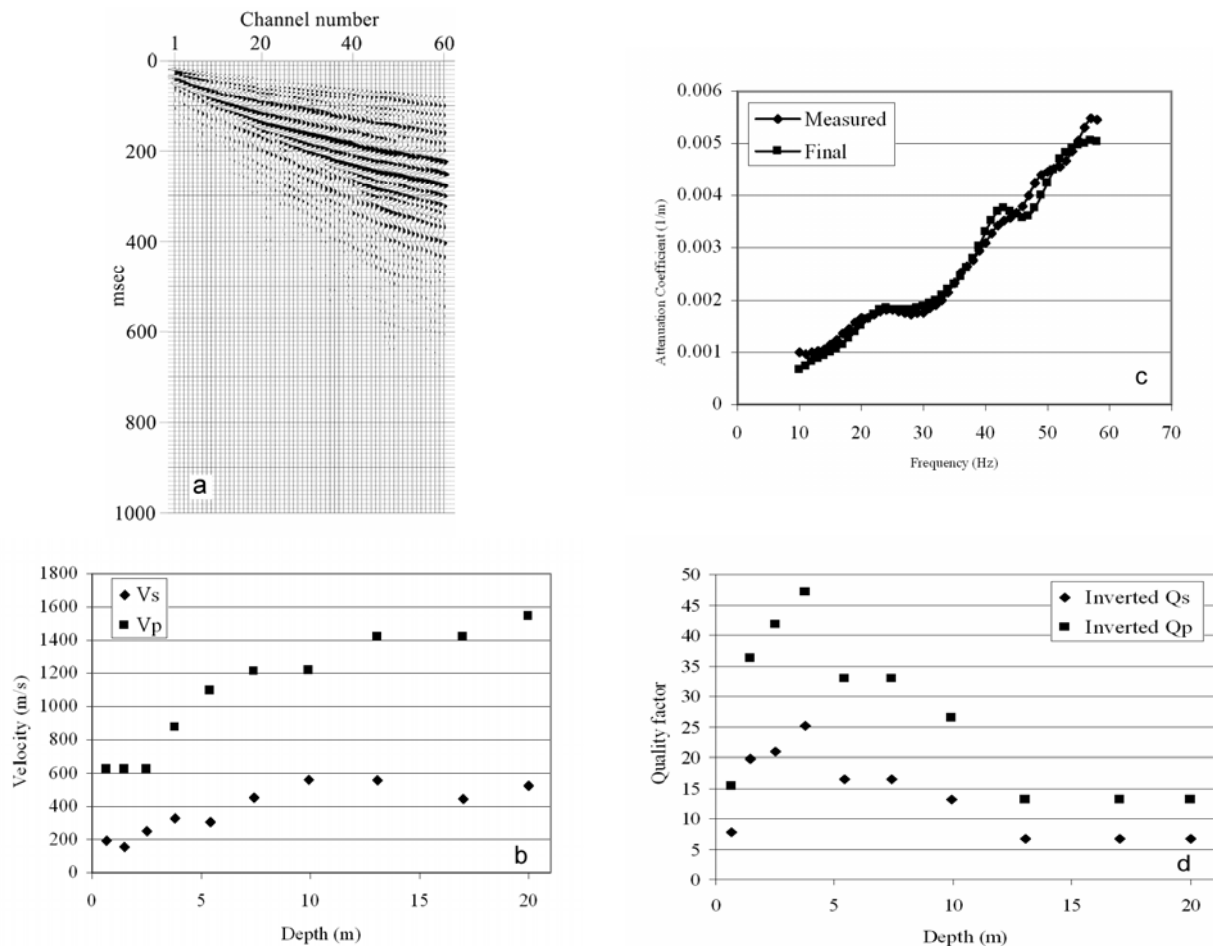 Channel number
1 20 40 60
0
200
400
600
800
1000
msec
a
0.006
0.005
0.004
0.003
0.002
0.001
0
Attenuation Coefficient (1/m)
Measured
Final
c
0 10 20 30 40 50 60 70
Frequency (Hz)
1800
1600
1400
1200
1000
800
600
400
200
0
Velocity (m/s)
Vs
Vp
b
0 5 10 15 20
Depth (m)
50
45
40
35
30
25
20
15
10
5
0
Quality factor
Inverted Qs
Inverted Qp
d
0 5 10 15 20
Depth (m)